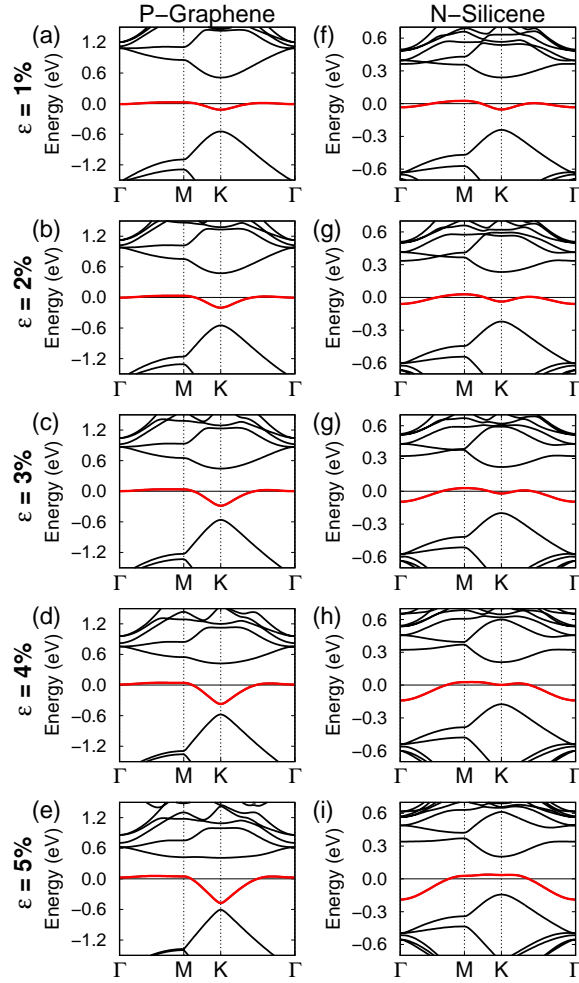 P−Graphene N−Silicene
(a) (f)
ε = 1%
Energy (eV)
1.2
0.6
0.0
−0.6
−1.2
Γ M K Γ
Energy (eV)
0.6
0.3
0.0
−0.3
−0.6
Γ M K Γ
(b) (g)
ε = 2%
Energy (eV)
1.2
0.6
0.0
−0.6
−1.2
Γ M K Γ
Energy (eV)
0.6
0.3
0.0
−0.3
−0.6
Γ M K Γ
(c) (g)
ε = 3%
Energy (eV)
1.2
0.6
0.0
−0.6
−1.2
Γ M K Γ
Energy (eV)
0.6
0.3
0.0
−0.3
−0.6
Γ M K Γ
(d) (h)
ε = 4%
Energy (eV)
1.2
0.6
0.0
−0.6
−1.2
Γ M K Γ
Energy (eV)
0.6
0.3
0.0
−0.3
−0.6
Γ M K Γ
(e) (i)
ε = 5%
Energy (eV)
1.2
0.6
0.0
−0.6
−1.2
Γ M K Γ
Energy (eV)
0.6
0.3
0.0
−0.3
−0.6
Γ M K Γ